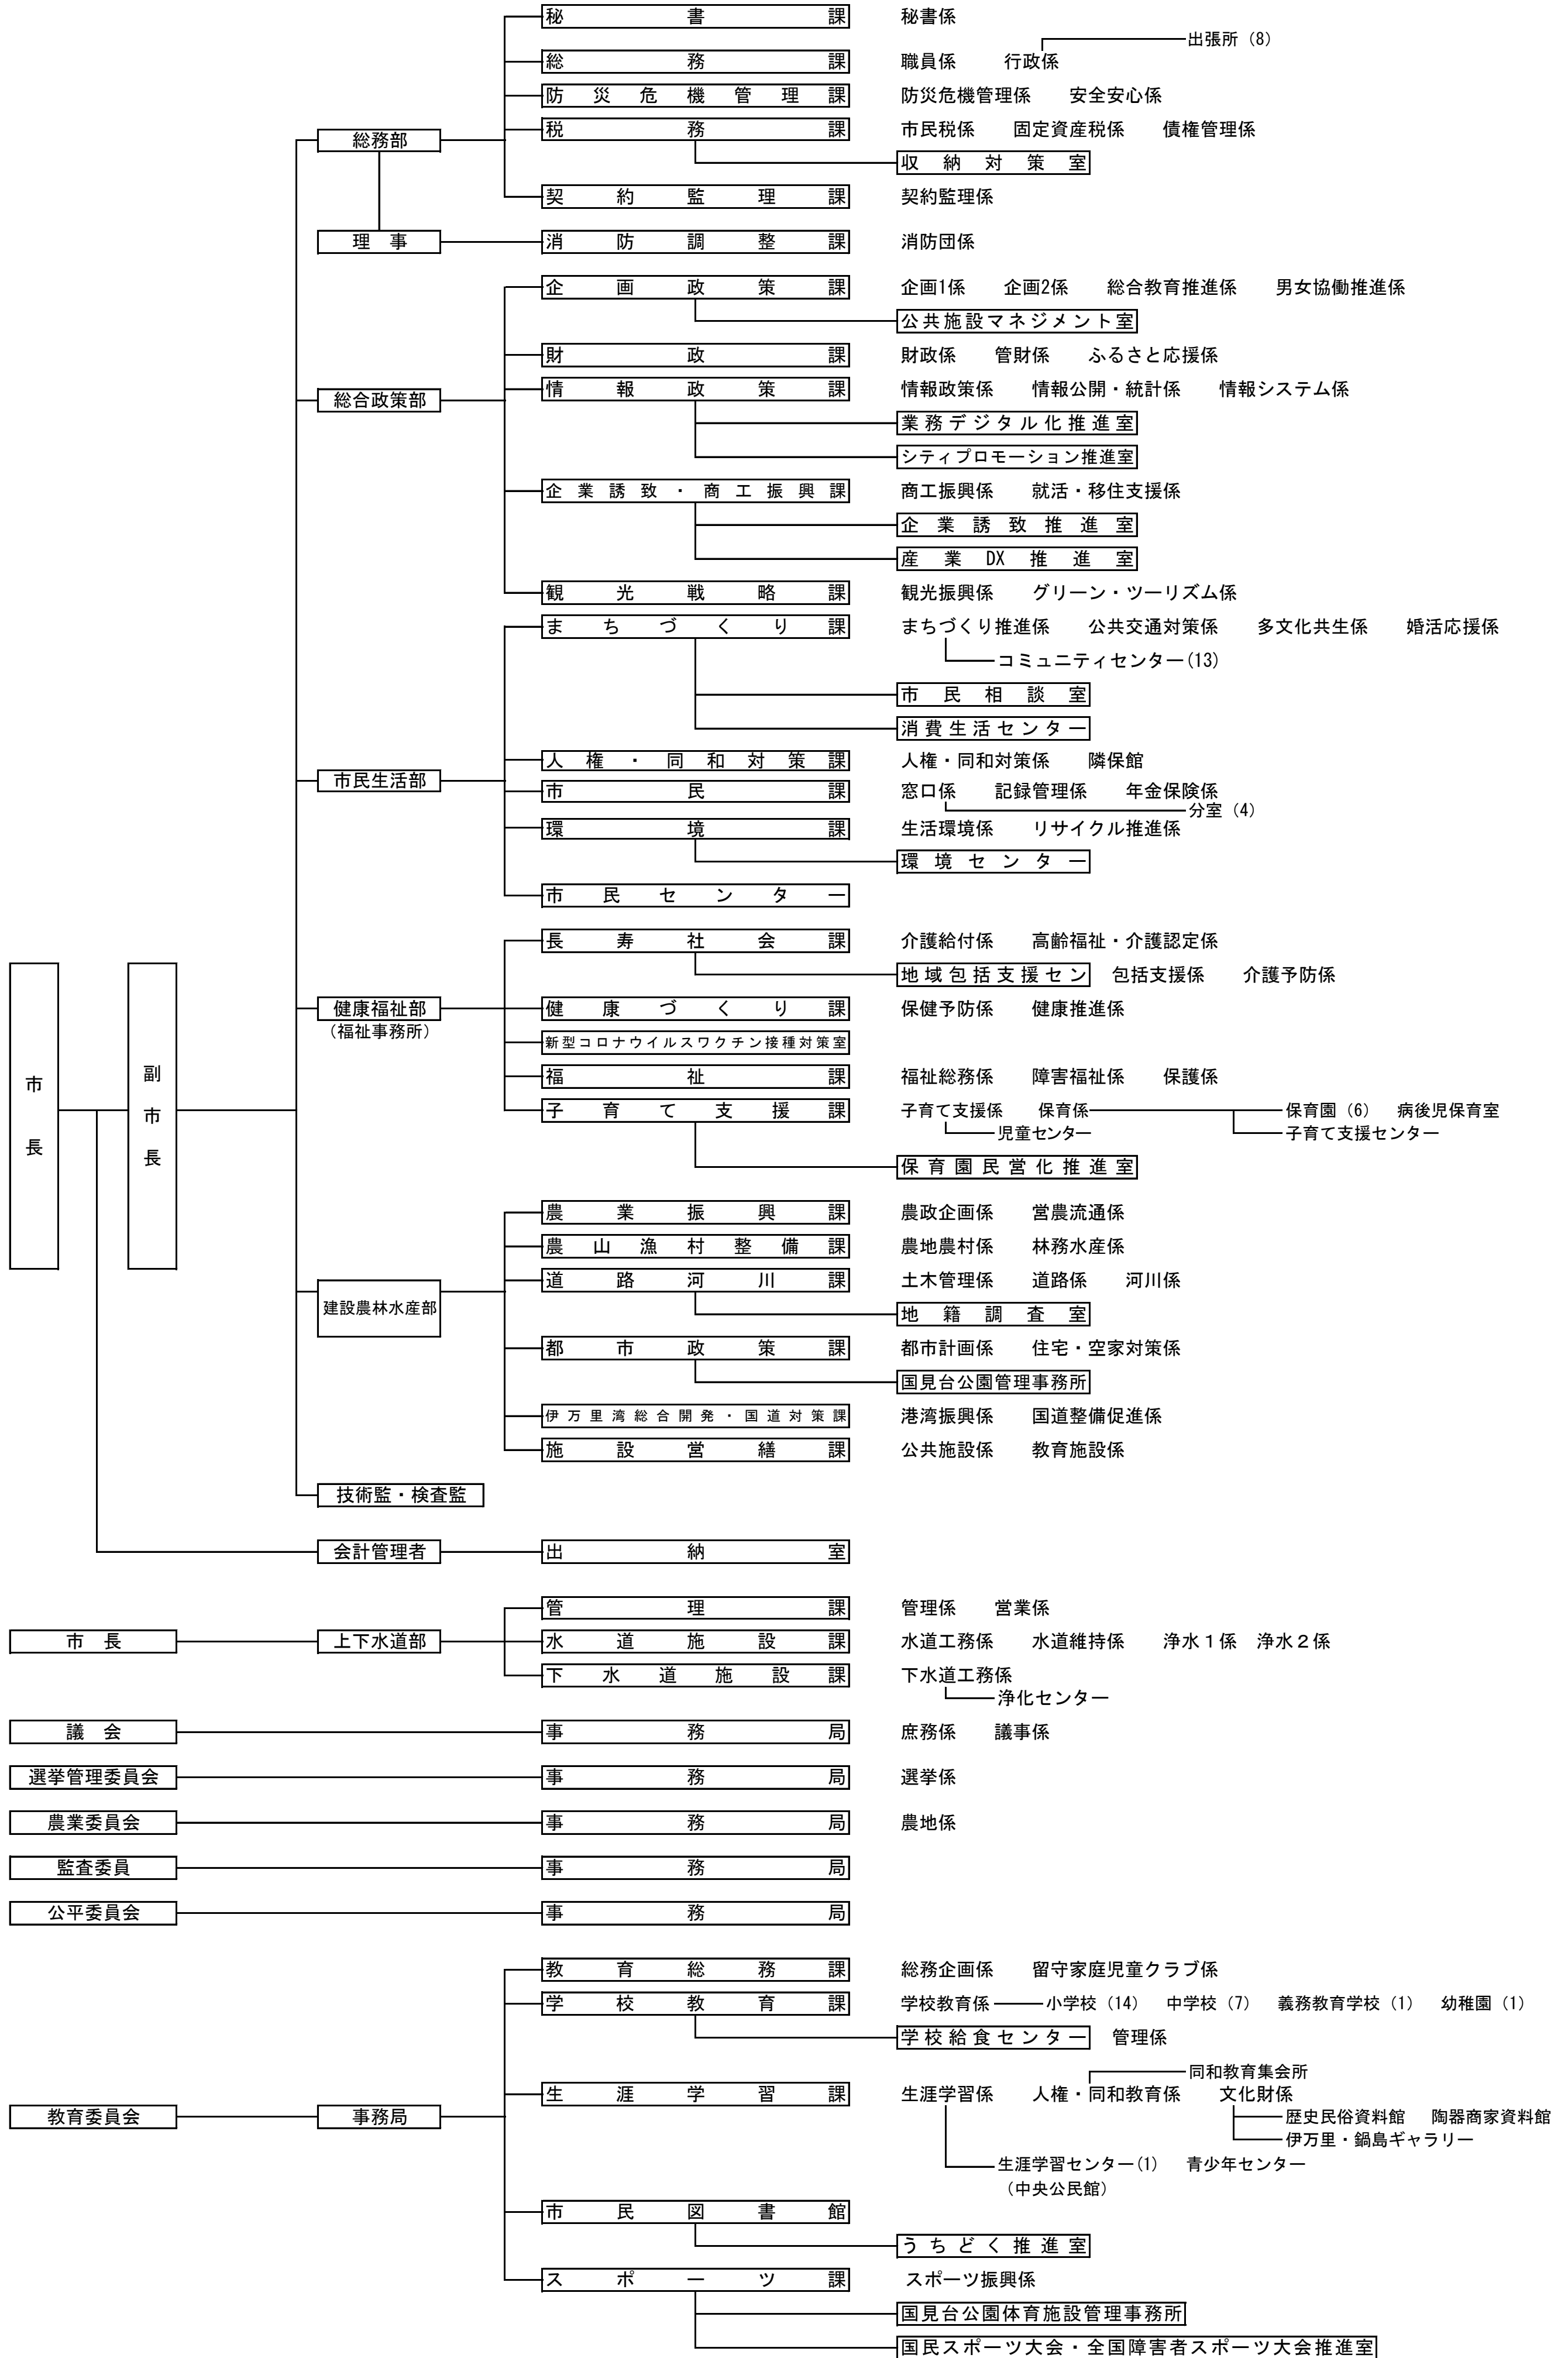 秘書課 秘書係
出張所（8）
総務課 職員係 行政係
防災危機管理課 防災危機管理係 安全安心係
税務課 市民税係 固定資産税係 債権管理係
総務部
収納対策室
契約監理課 契約監理係
理　事 消防調整課 消防団係
企画政策課 企画1係 企画2係 総合教育推進係 男女協働推進係
公共施設マネジメント室
財政課 財政係 管財係 ふるさと応援係
情報政策課 情報政策係 情報公開・統計係 情報システム係
総合政策部
業務デジタル化推進室
シティプロモーション推進室
企業誘致・商工振興課 商工振興係 就活・移住支援係
企業誘致推進室
産業DX推進室
観光戦略課 観光振興係 グリーン・ツーリズム係
まちづくり課 まちづくり推進係 公共交通対策係 多文化共生係 婚活応援係
コミュニティセンター(13)
市民相談室
消費生活センター
人権・同和対策課 人権・同和対策係 隣保館
市民生活部
市民課 窓口係 記録管理係 年金保険係
分室（4）
環境課 生活環境係 リサイクル推進係
環境センター
市民センター
長寿社会課 介護給付係 高齢福祉・介護認定係
地域包括支援セン 包括支援係 介護予防係
健康福祉部 健康づくり課 保健予防係 健康推進係
（福祉事務所）
新型コロナウイルスワクチン接種対策室
福祉課 福祉総務係 障害福祉係 保護係
市長
副市長
子育て支援課 子育て支援係 保育係 保育園（6） 病後児保育室
児童センター 子育て支援センター
保育園民営化推進室
農業振興課 農政企画係 営農流通係
農山漁村整備課 農地農村係 林務水産係
道路河川課 土木管理係 道路係 河川係
建設農林水産部
地籍調査室
都市政策課 都市計画係 住宅・空家対策係
国見台公園管理事務所
伊万里湾総合開発・国道対策課 港湾振興係 国道整備促進係
施設営繕課 公共施設係 教育施設係
技術監・検査監
会計管理者 出納室
管理課 管理係 営業係
市　長 上下水道部 水道施設課 水道工務係 水道維持係 浄水１係 浄水２係
下水道施設課 下水道工務係
浄化センター
議　会 事務局 庶務係 議事係
選挙管理委員会 事務局 選挙係
農業委員会 事務局 農地係
監査委員 事務局
公平委員会 事務局
教育総務課 総務企画係 留守家庭児童クラブ係
学校教育課 学校教育係 小学校（14） 中学校（7） 義務教育学校（1） 幼稚園（1）
学校給食センター 管理係
同和教育集会所
生涯学習課 生涯学習係 人権・同和教育係 文化財係
教育委員会 事務局 歴史民俗資料館 陶器商家資料館
伊万里・鍋島ギャラリー
生涯学習センター(1) 青少年センター
（中央公民館）
市民図書館
うちどく推進室
スポーツ課 スポーツ振興係
国見台公園体育施設管理事務所
国民スポーツ大会・全国障害者スポーツ大会推進室